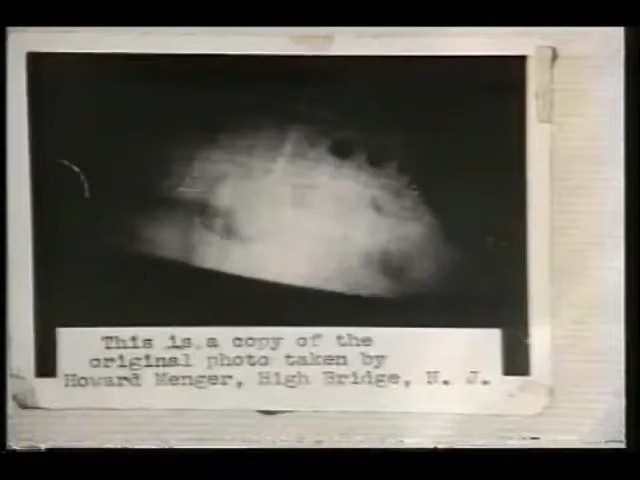 This is a copy of the
original photo taken by
Howard Menger, High Bridge, N. J.